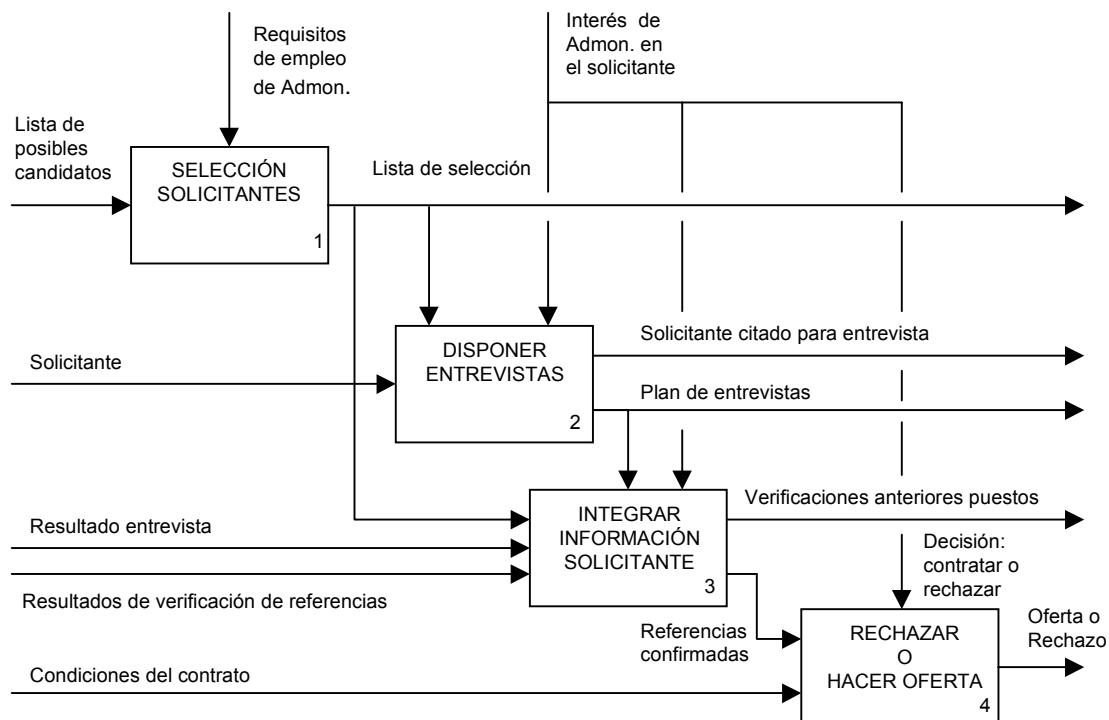 Requisitos
de empleo
de Admon.
Interés de
Admon. en
el solicitante
Lista de
posibles
candidatos
SELECCIÓN
SOLICITANTES
1
Lista de selección
Solicitante
DISPONER
ENTREVISTAS
2
Solicitante citado para entrevista
Plan de entrevistas
Resultado entrevista
Resultados de verificación de referencias
INTEGRAR
INFORMACIÓN
SOLICITANTE
3
Verificaciones anteriores puestos
Decisión:
contratar o
rechazar
Referencias
confirmadas
Condiciones del contrato
RECHAZAR
O
HACER OFERTA
4
Oferta o
Rechazo